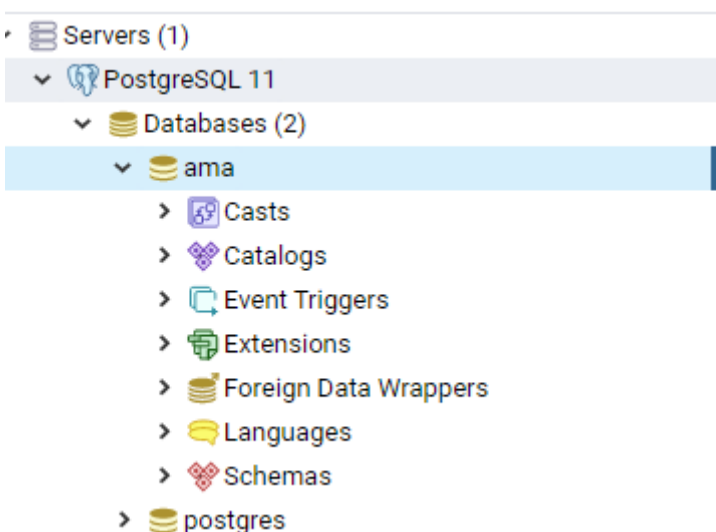 Servers (1)
PostgreSQL 11
Databases (2)
ama
Casts
Catalogs
Event Triggers
Extensions
Foreign Data Wrappers
Languages
Schemas
postgres